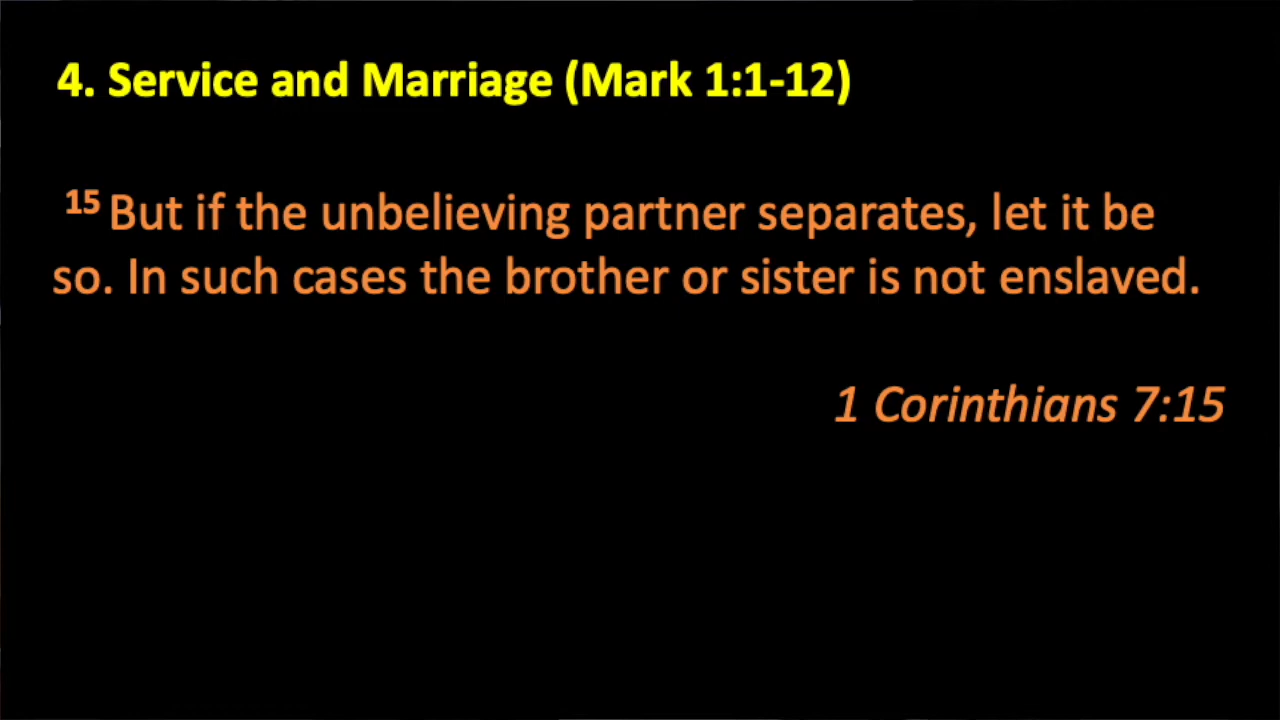 4. Service and Marriage (Mark 1:1-12)
15 But if the unbelieving partner separates, let it be
so. In such cases the brother or sister is not enslaved.
1 Corinthians 7:15